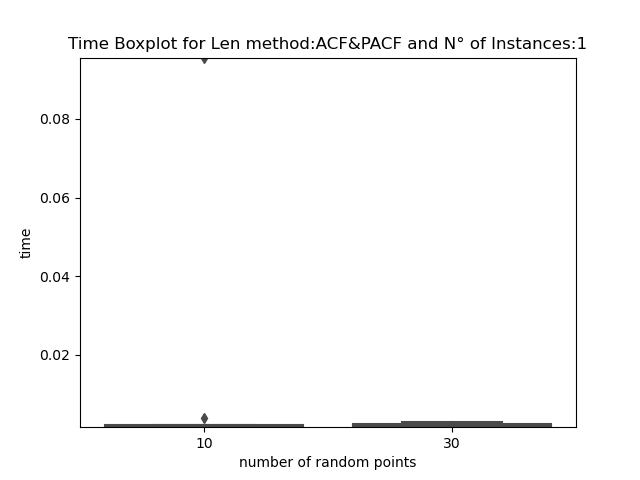 Time Boxplot for Len method:ACF&PACF and N° of Instances:1
0.08
0.06
0.04
0.02
time
10 30
number of random points